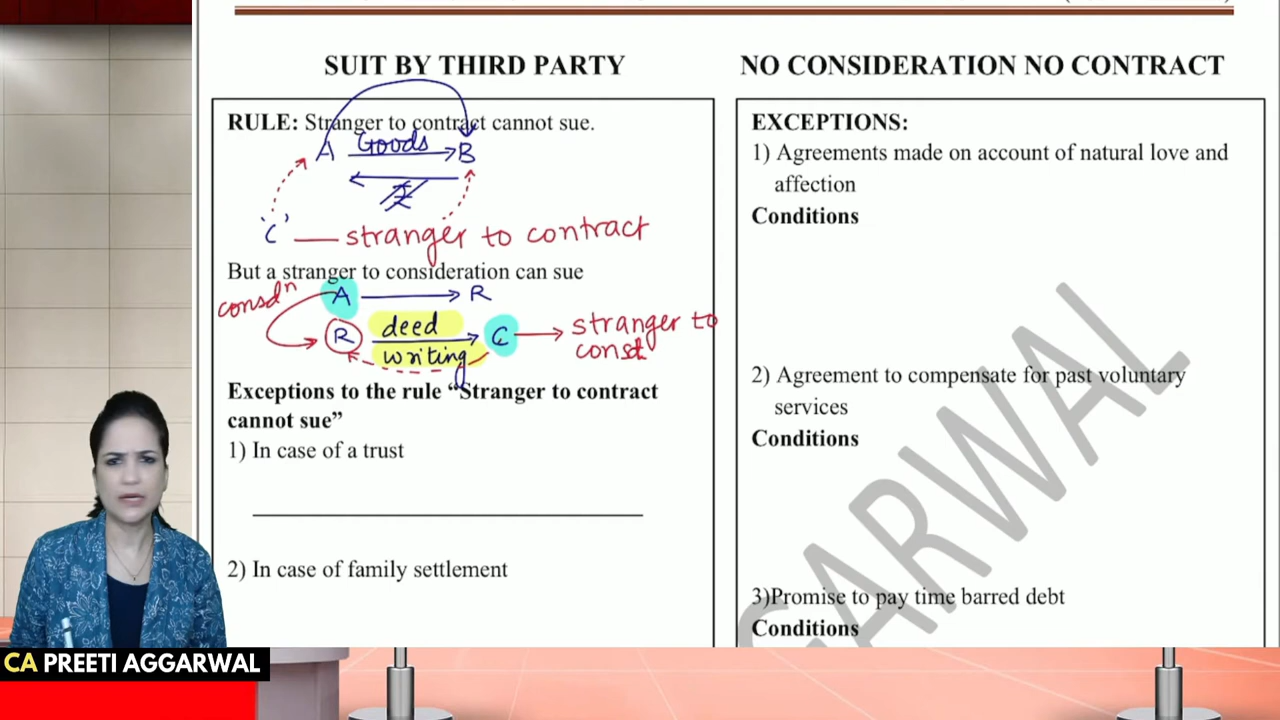 SUIT BY THIRD PARTY
RULE: Stranger to contract cannot sue.
A Goods B
₹
'C' — stranger to contract
But a stranger to consideration can sue
consdⁿ A R
R deed C stranger to
writing const
Exceptions to the rule “Stranger to contract
cannot sue”
1) In case of a trust
2) In case of family settlement
NO CONSIDERATION NO CONTRACT
EXCEPTIONS:
1) Agreements made on account of natural love and
affection
Conditions
2) Agreement to compensate for past voluntary
services
Conditions
3)Promise to pay time barred debt
Conditions
GARWAL
CA PREETI AGGARWAL